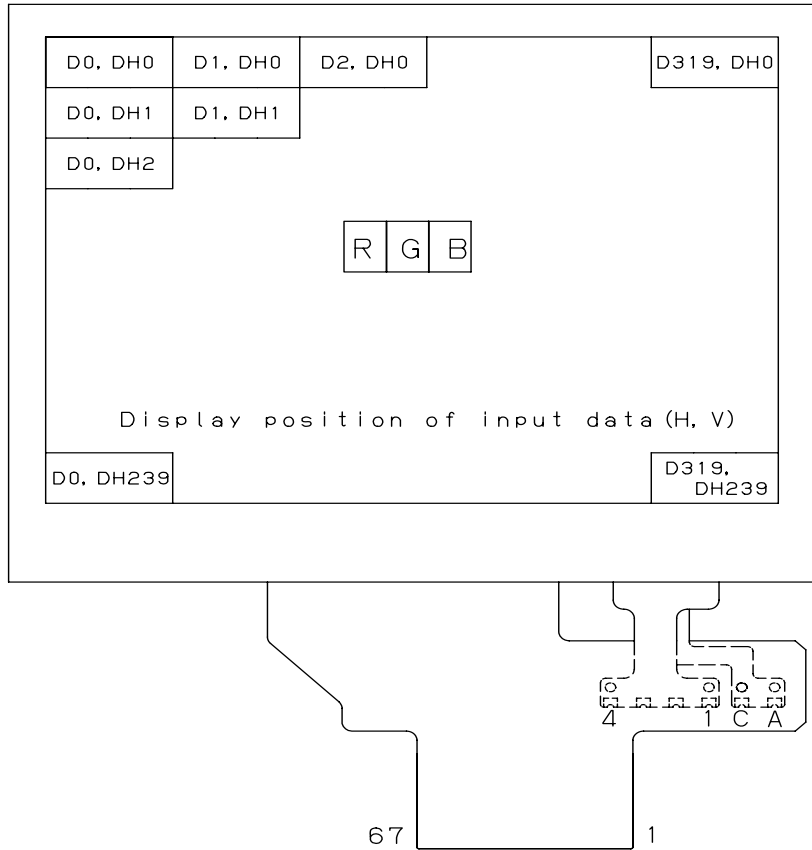 D0, DH0 D1, DH0 D2, DH0 D319, DH0
D0, DH1 D1, DH1
D0, DH2
R G B
Display position of input data (H, V)
D0, DH239 D319,
DH239
4 1 C A
67 1